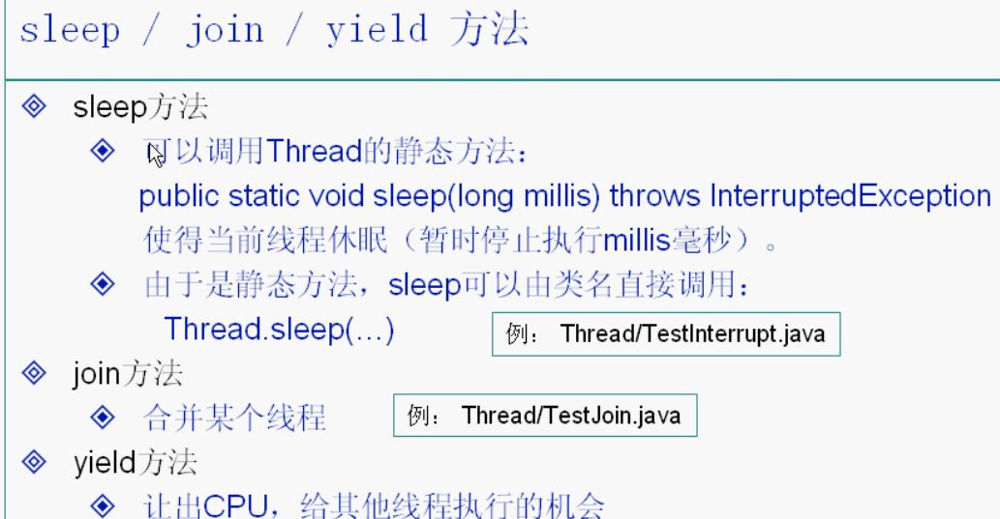 sleep / join / yield 方法
sleep方法
可以调用Thread的静态方法：
public static void sleep(long millis) throws InterruptedException
使得当前线程休眠（暂时停止执行millis毫秒）。
由于是静态方法，sleep可以由类名直接调用：
Thread.sleep(…)
例： Thread/TestInterrupt.java
join方法
合并某个线程
例： Thread/TestJoin.java
yield方法
让出CPU，给其他线程执行的机会